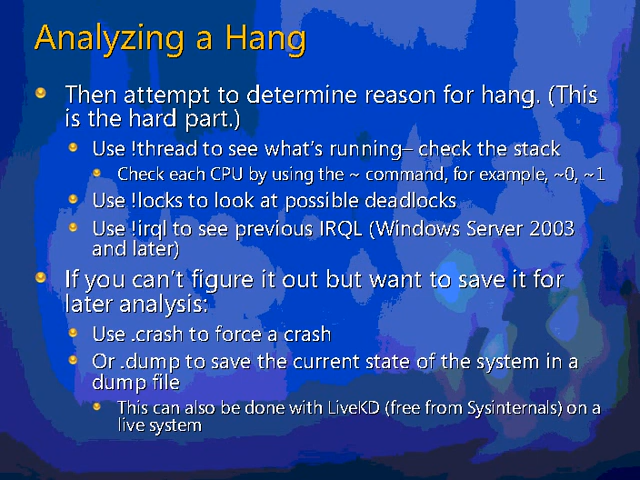 Analyzing a Hang
Then attempt to determine reason for hang. (This
is the hard part.)
Use !thread to see what's running– check the stack
Check each CPU by using the ~ command, for example, ~0, ~1
Use !locks to look at possible deadlocks
Use !irql to see previous IRQL (Windows Server 2003
and later)
If you can't figure it out but want to save it for
later analysis:
Use .crash to force a crash
Or .dump to save the current state of the system in a
dump file
This can also be done with LiveKD (free from Sysinternals) on a
live system